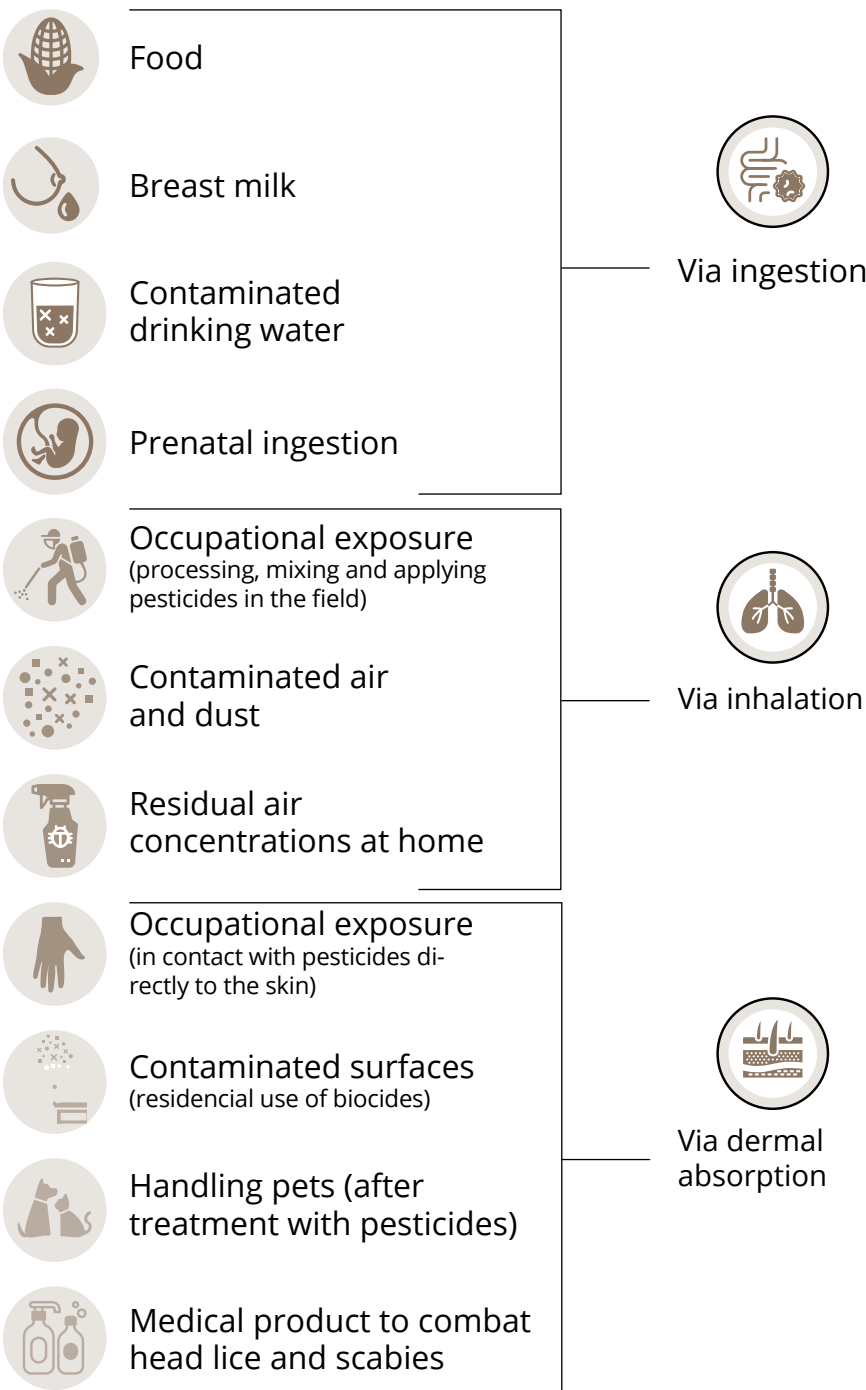 Food
Breast milk
Contaminated
drinking water
Prenatal ingestion
Via ingestion
Occupational exposure
(processing, mixing and applying
pesticides in the field)
Contaminated air
and dust
Residual air
concentrations at home
Via inhalation
Occupational exposure
(in contact with pesticides di-
rectly to the skin)
Contaminated surfaces
(residencial use of biocides)
Handling pets (after
treatment with pesticides)
Medical product to combat
head lice and scabies
Via dermal
absorption